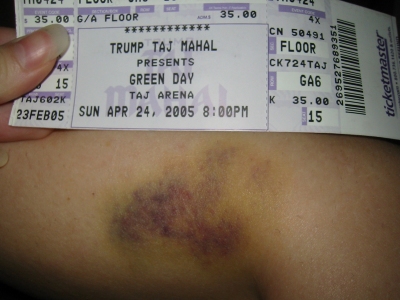 35.00 G/A FLOOR 35.00
************
4X TRUMP TAJ MAHAL CN 50491
PRESENTS FLOOR
GREEN DAY CK724TAJ
15 TAJ ARENA GA6
TAJ602K K 35.00
23FEB05 SUN APR 24, 2005 8:00PM 15
ticketmaster